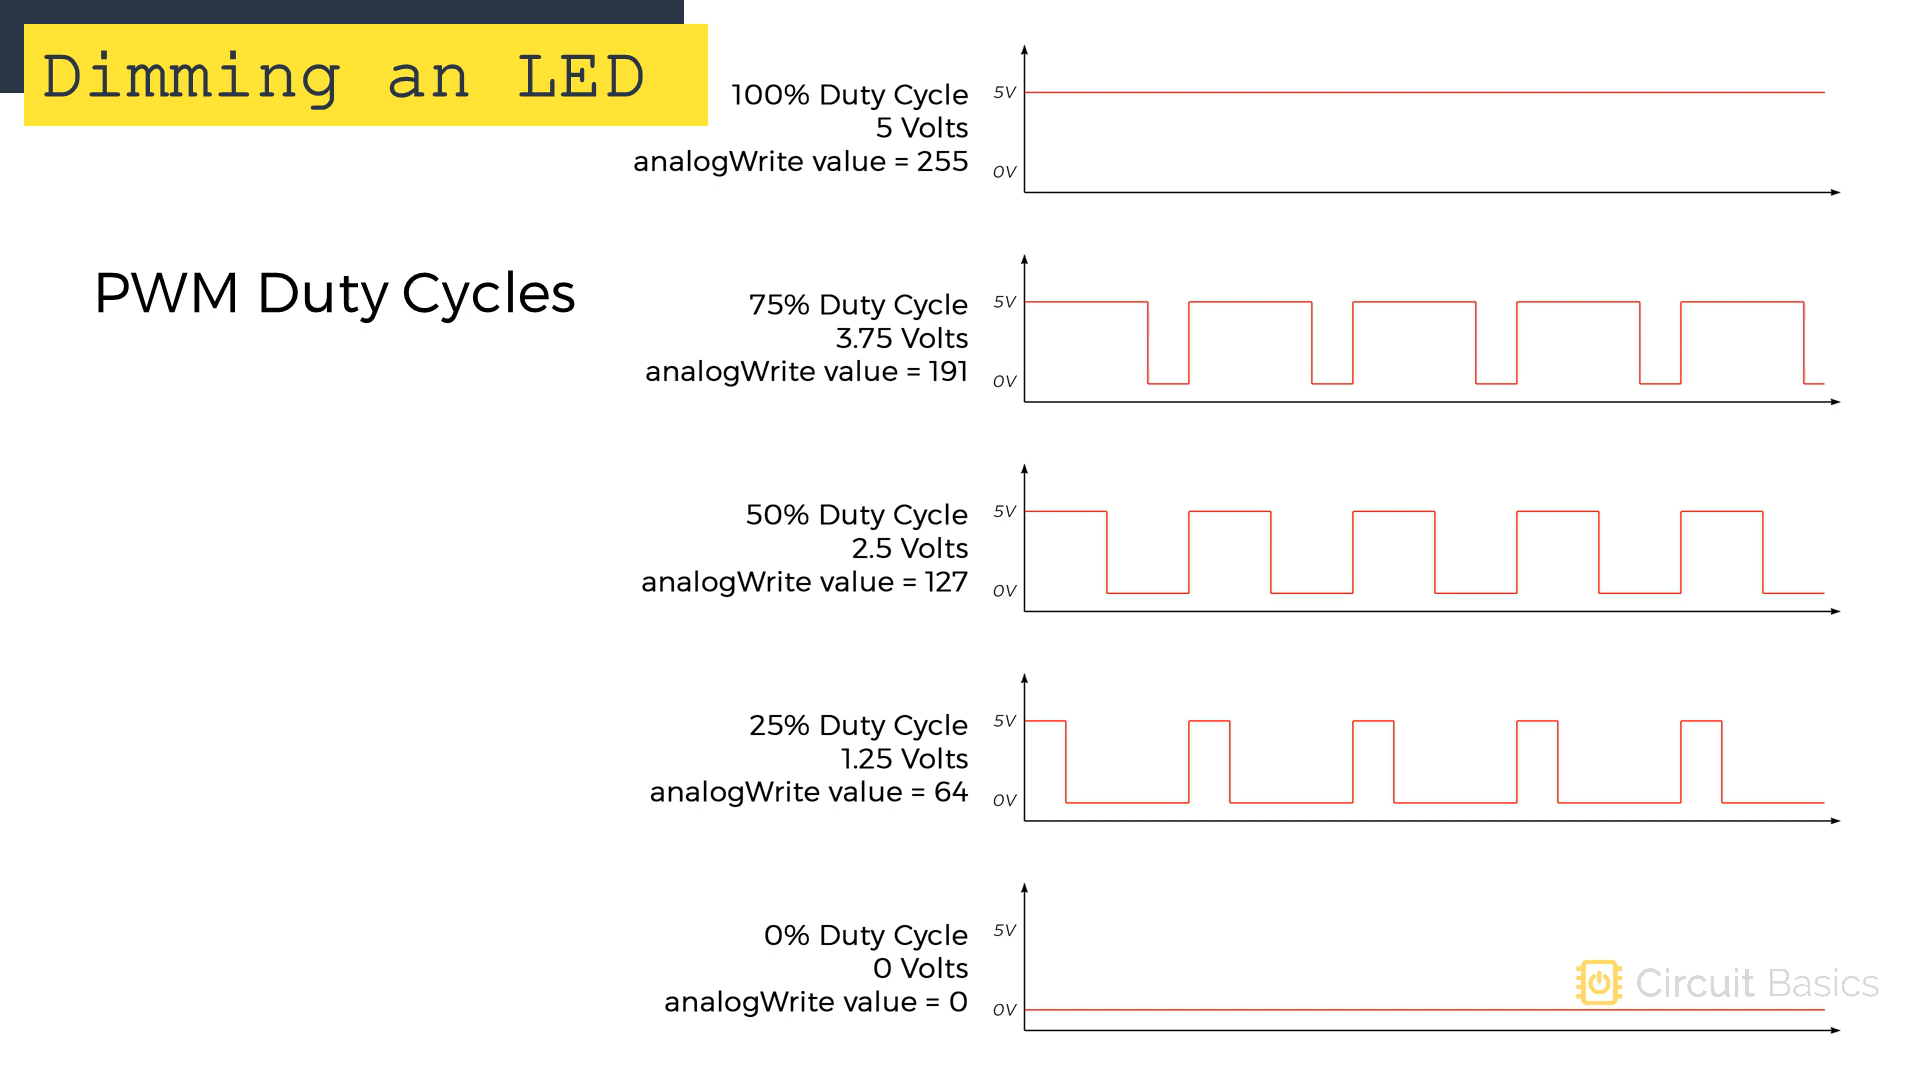 Dimming an LED
PWM Duty Cycles
100% Duty Cycle
5 Volts
analogWrite value = 255
5V
0V
75% Duty Cycle
3.75 Volts
analogWrite value = 191
5V
0V
50% Duty Cycle
2.5 Volts
analogWrite value = 127
5V
0V
25% Duty Cycle
1.25 Volts
analogWrite value = 64
5V
0V
0% Duty Cycle
0 Volts
analogWrite value = 0
5V
0V
Circuit Basics